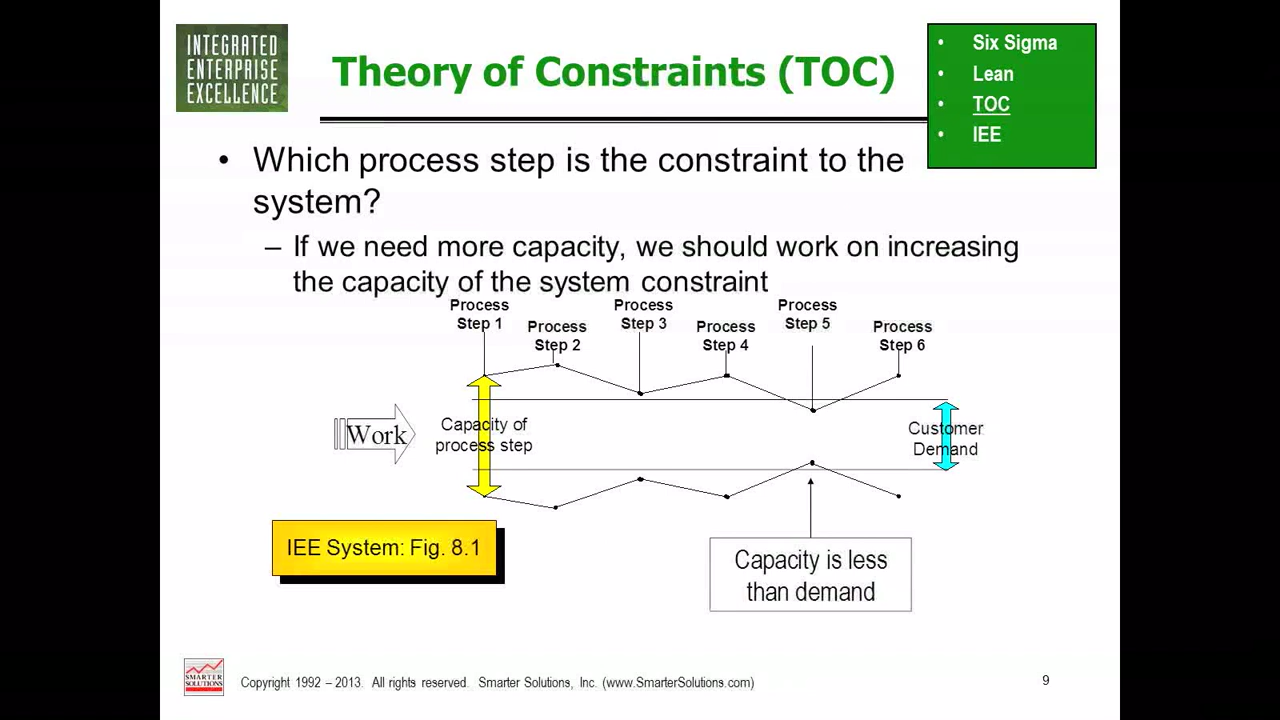 INTEGRATED
ENTERPRISE
EXCELLENCE
Theory of Constraints (TOC)
• Six Sigma
• Lean
• TOC
• IEE
• Which process step is the constraint to the
system?
– If we need more capacity, we should work on increasing
the capacity of the system constraint
Process
Step 1
Process
Step 2
Process
Step 3
Process
Step 4
Process
Step 5
Process
Step 6
Work
Capacity of
process step
Customer
Demand
IEE System: Fig. 8.1
Capacity is less
than demand
SMARTER
SOLUTIONS
Copyright 1992 – 2013. All rights reserved. Smarter Solutions, Inc. (www.SmarterSolutions.com)
9